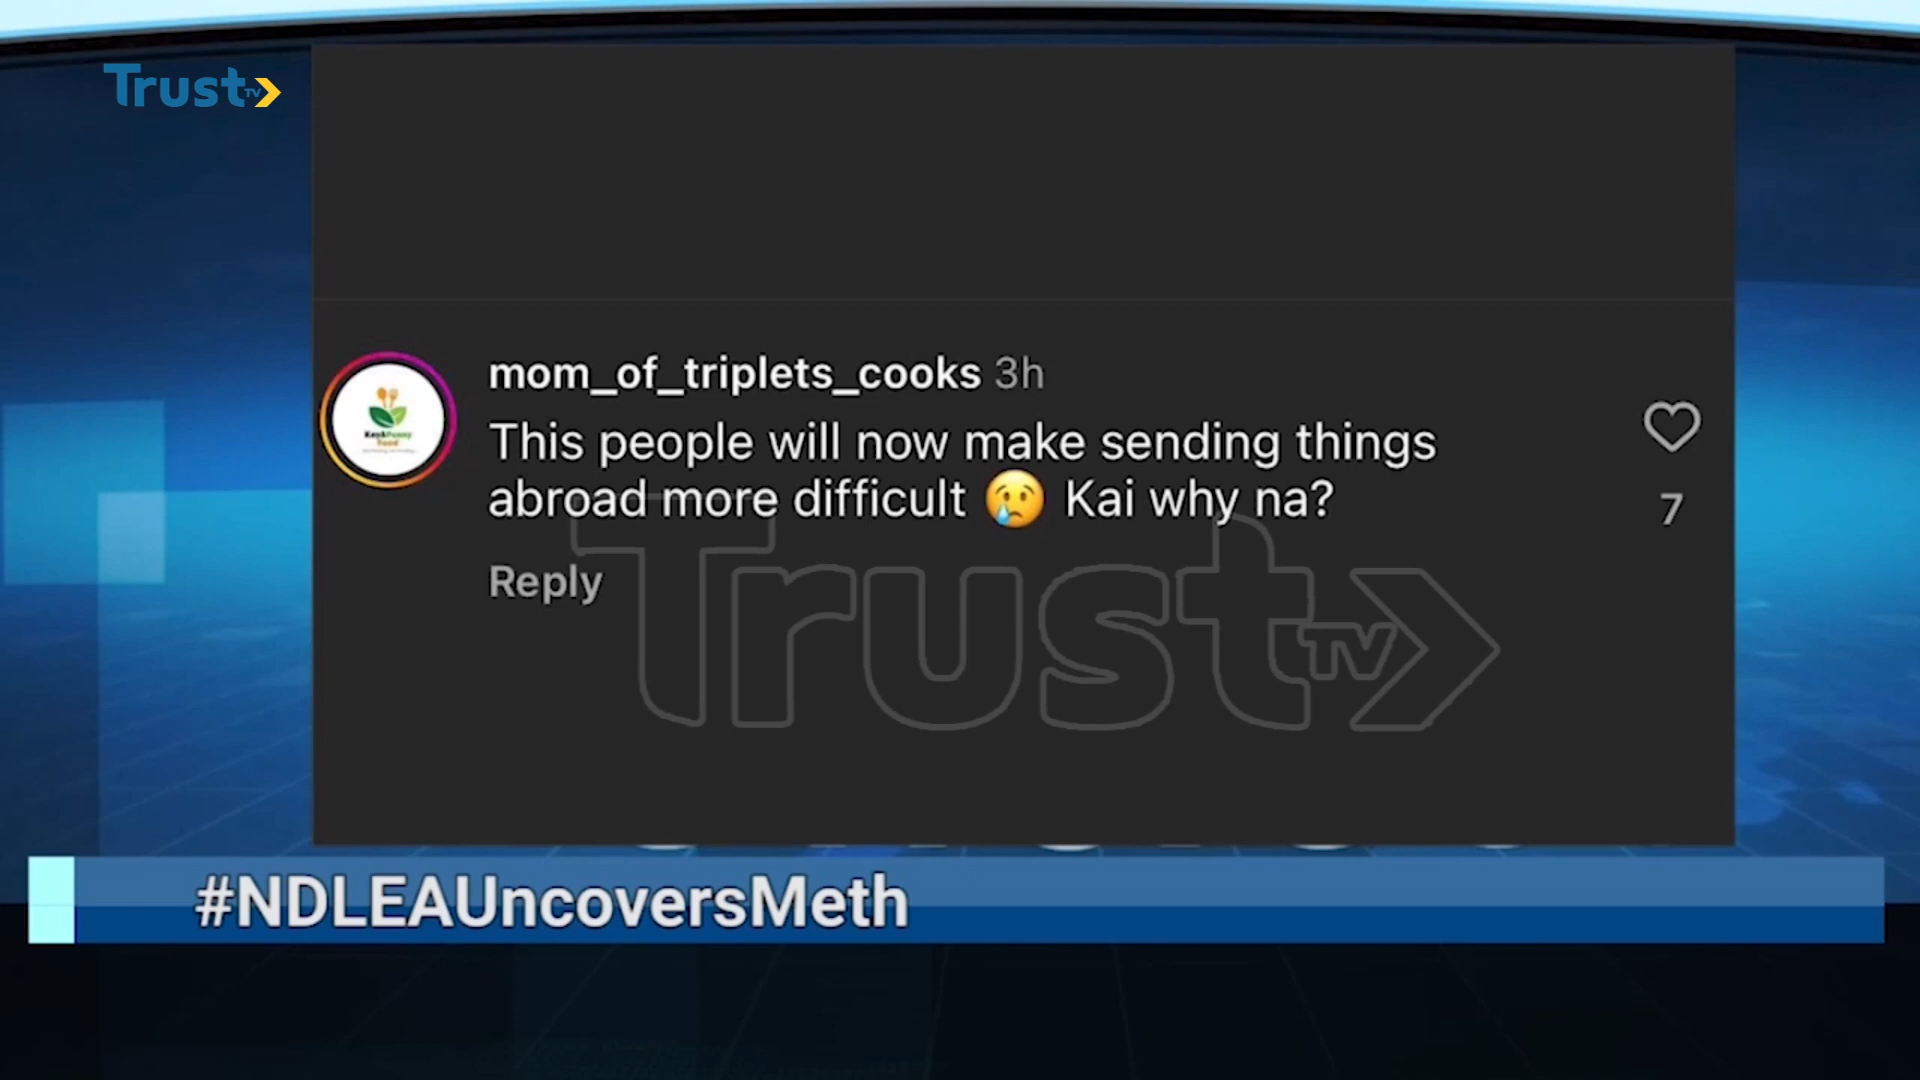 Trust TV
mom_of_triplets_cooks 3h
This people will now make sending things
abroad more difficult 😢 Kai why na?
7
Reply
Trust TV
#NDLEAUncoversMeth